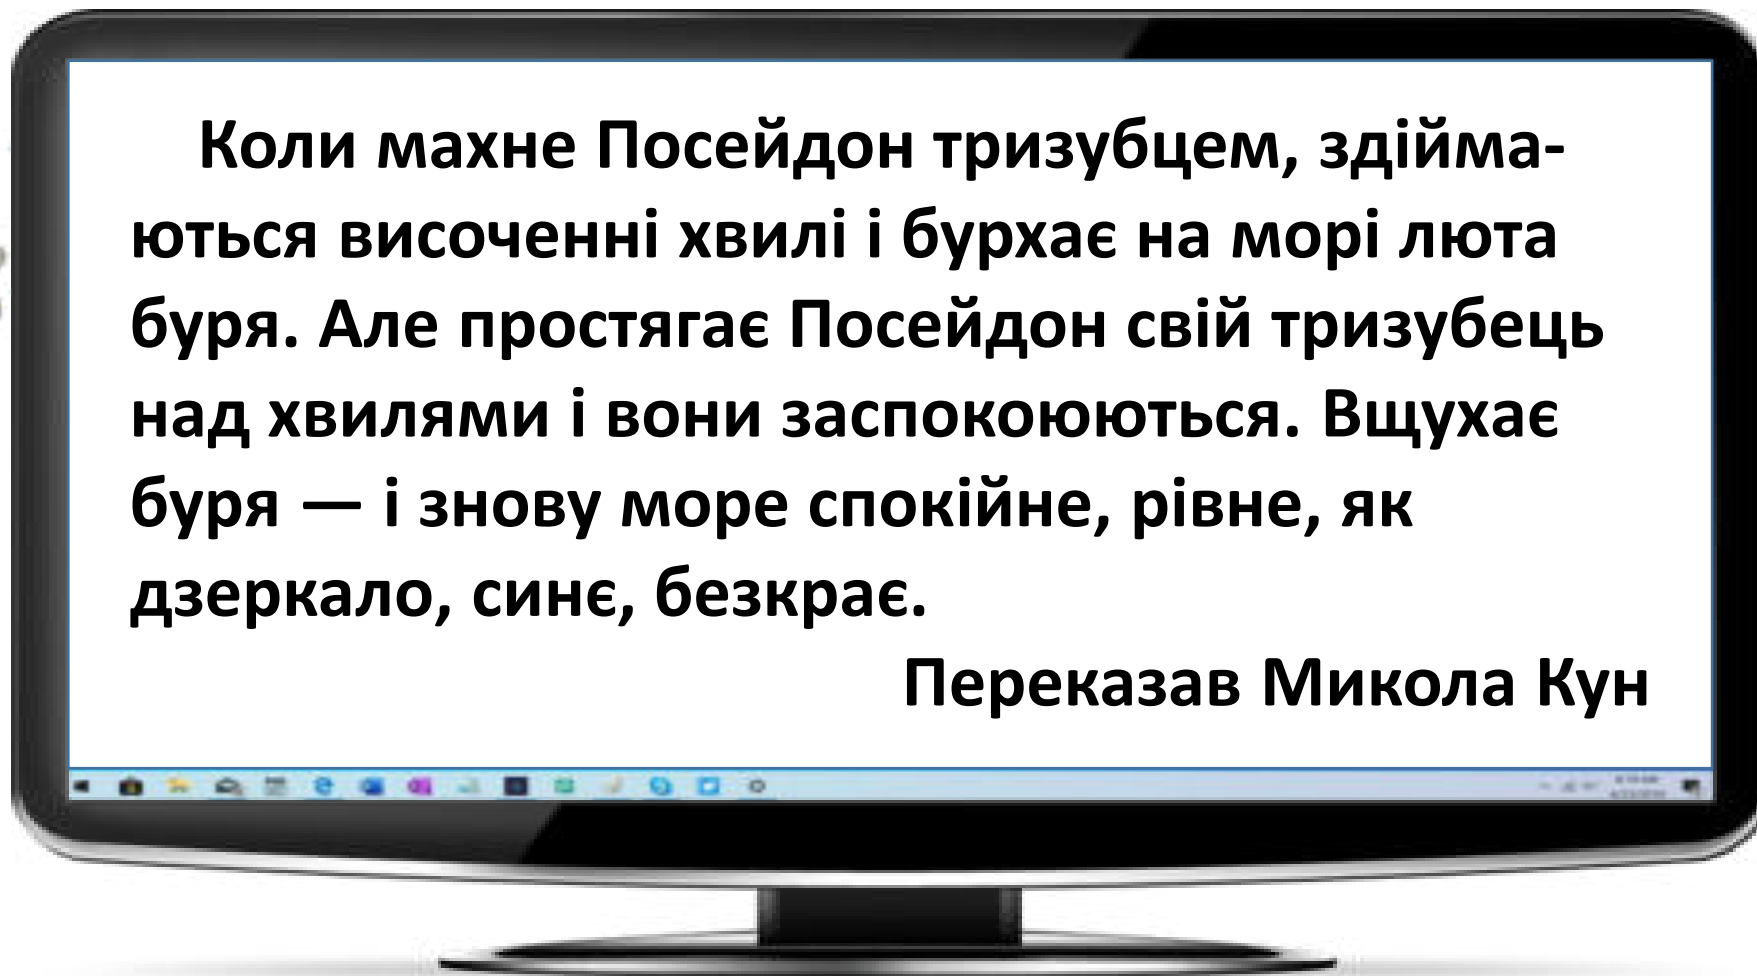 Коли махне Посейдон тризубцем, здійма-
ються височенні хвилі і бурхає на морі люта
буря. Але простягає Посейдон свій тризубець
над хвилями і вони заспокоюються. Вщухає
буря — і знову море спокійне, рівне, як
дзеркало, синє, безкрає.
Переказав Микола Кун